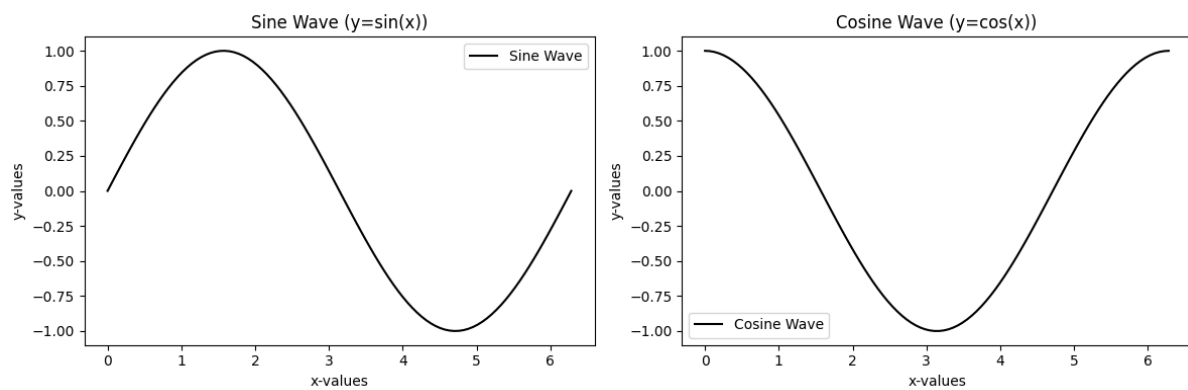 Sine Wave (y=sin(x))
Sine Wave
1.00
0.75
0.50
0.25
0.00
−0.25
−0.50
−0.75
−1.00
y-values
0 1 2 3 4 5 6
x-values
Cosine Wave (y=cos(x))
1.00
0.75
0.50
0.25
0.00
−0.25
−0.50
−0.75
−1.00
y-values
Cosine Wave
0 1 2 3 4 5 6
x-values